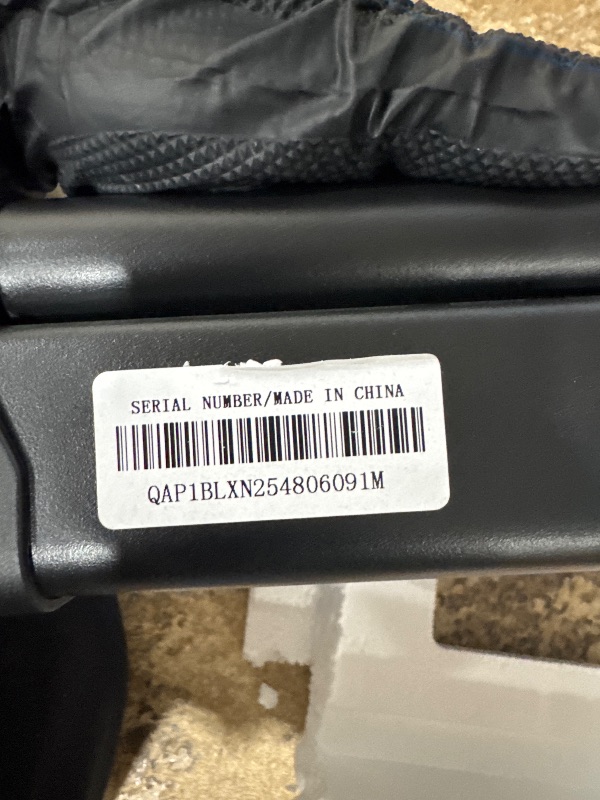 SERIAL NUMBER/MADE IN CHINA
QAP1BLXN254806091M